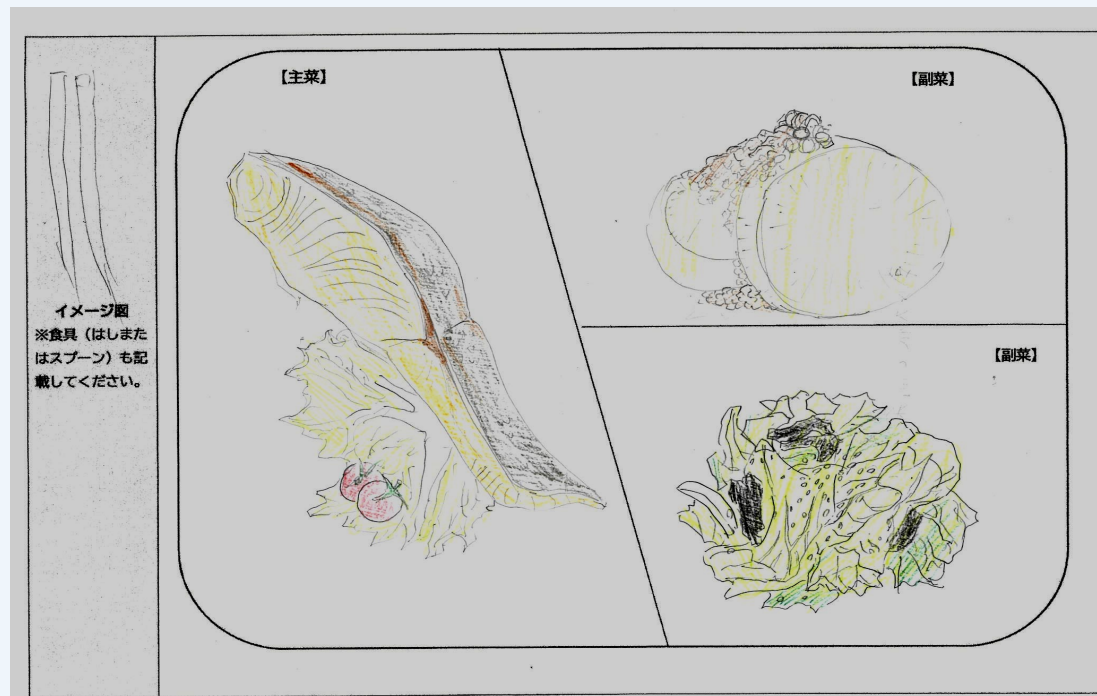 【主菜】
【副菜】
【副菜】
イメージ図
※食具（はしまた
はスプーン）も記
載してください。